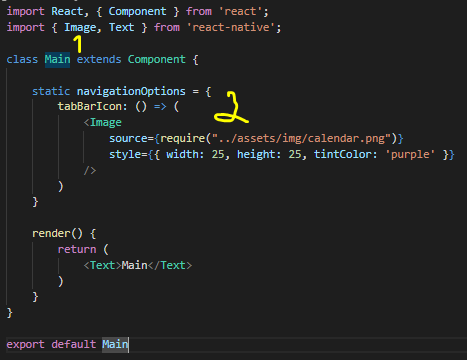 import React, { Component } from 'react';
import { Image, Text } from 'react-native';
1
class Main extends Component {
static navigationOptions = {
tabBarIcon: () => (
2
<Image
source={require("../assets/img/calendar.png")}
style={{ width: 25, height: 25, tintColor: 'purple' }}
/>
)
}
render() {
return (
<Text>Main</Text>
)
}
}
export default Main